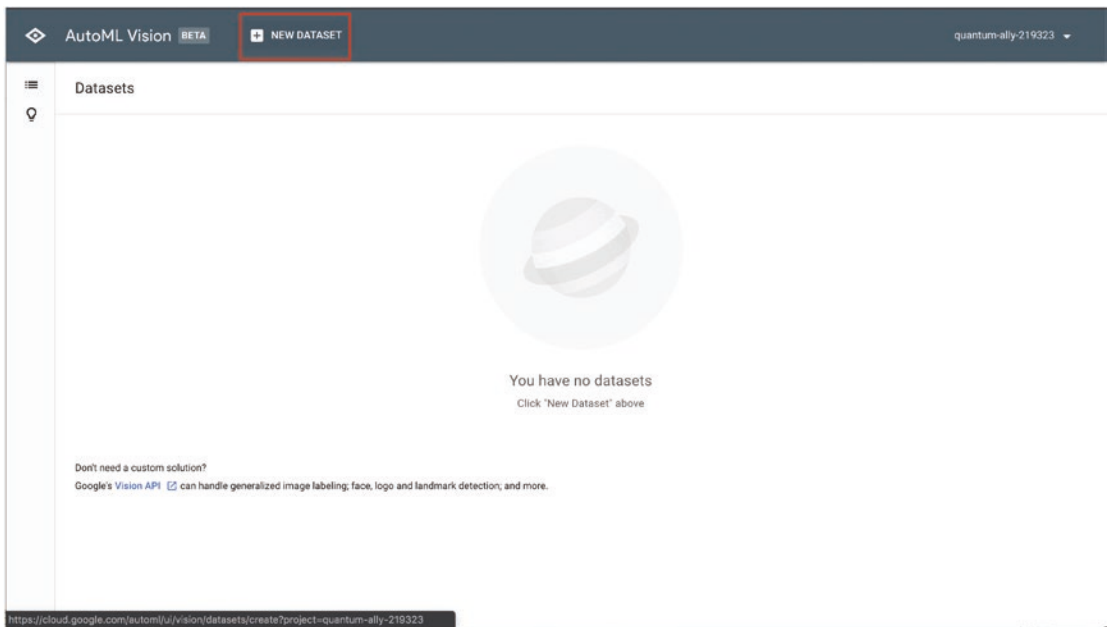 AutoML Vision BETA NEW DATASET quantum-ally-219323
Datasets
You have no datasets
Click "New Dataset" above
Don't need a custom solution?
Google's Vision API can handle generalized image labeling; face, logo and landmark detection; and more.
https://cloud.google.com/automl/ui/vision/datasets/create?project=quantum-ally-219323